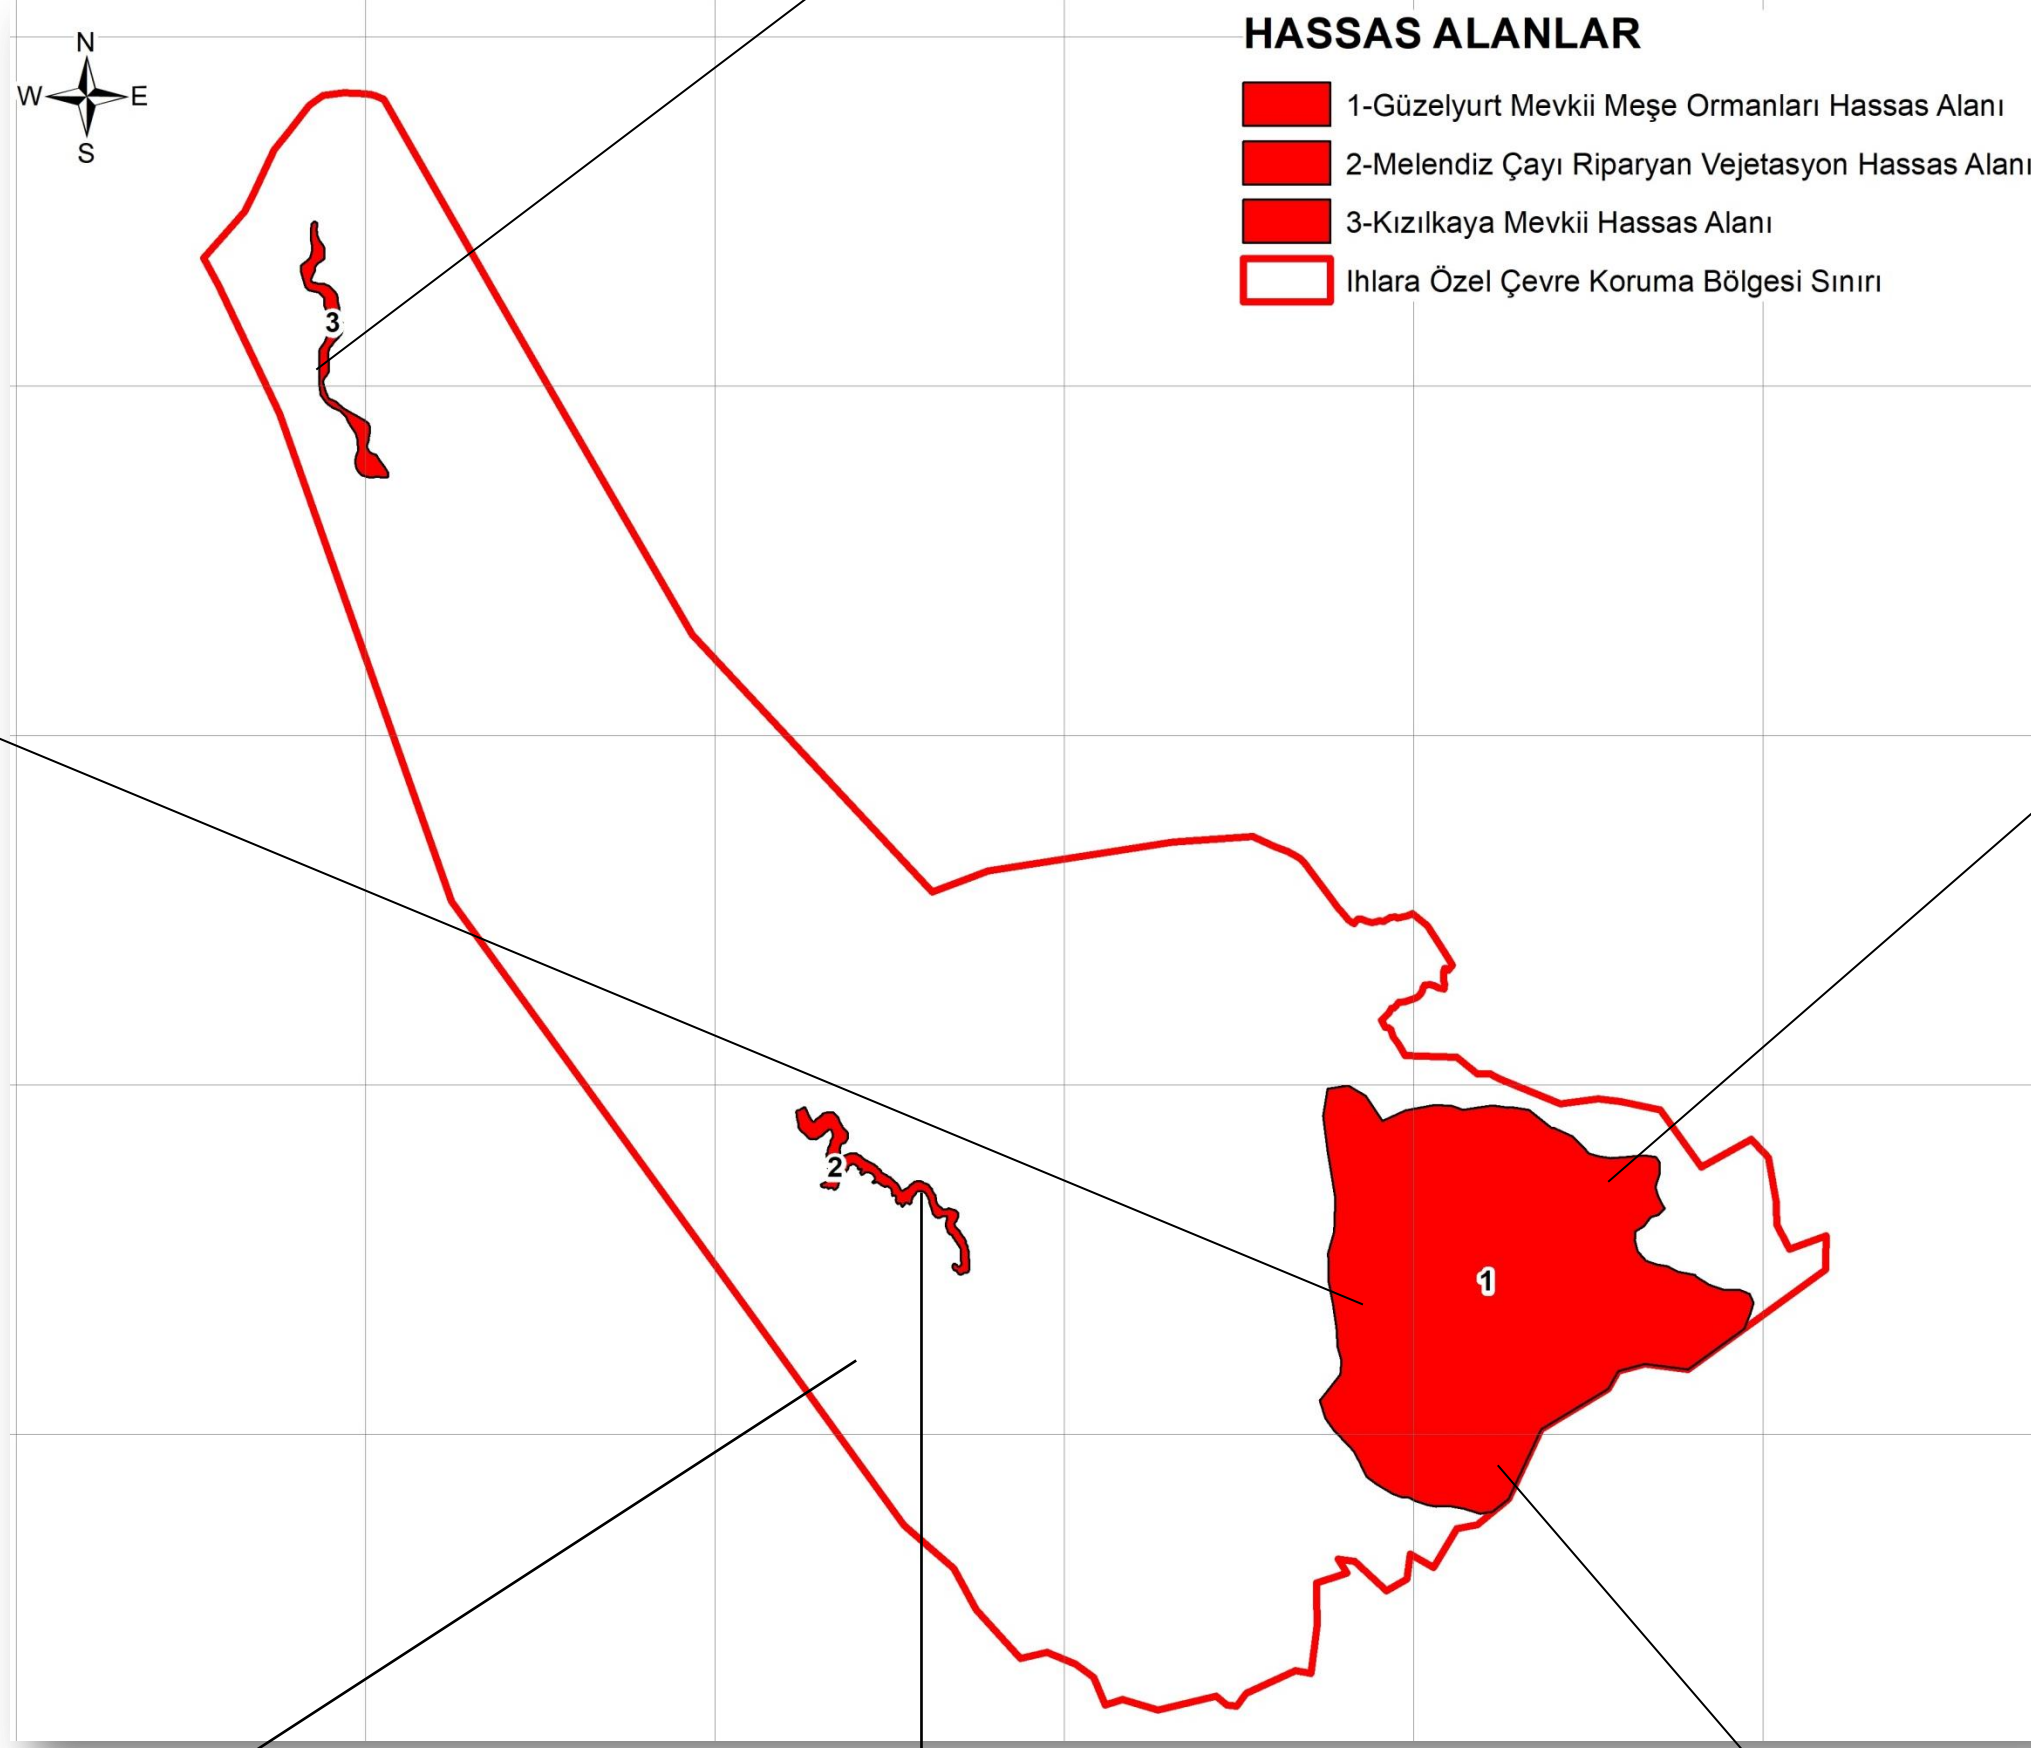 HASSAS ALANLAR
1-Güzelyurt Mevkii Meşe Ormanları Hassas Alanı
2-Melendiz Çayı Riparyan Vejetasyon Hassas Alanı
3-Kızılkaya Mevkii Hassas Alanı
Ihlara Özel Çevre Koruma Bölgesi Sınırı
N
W E
S
3
2
1